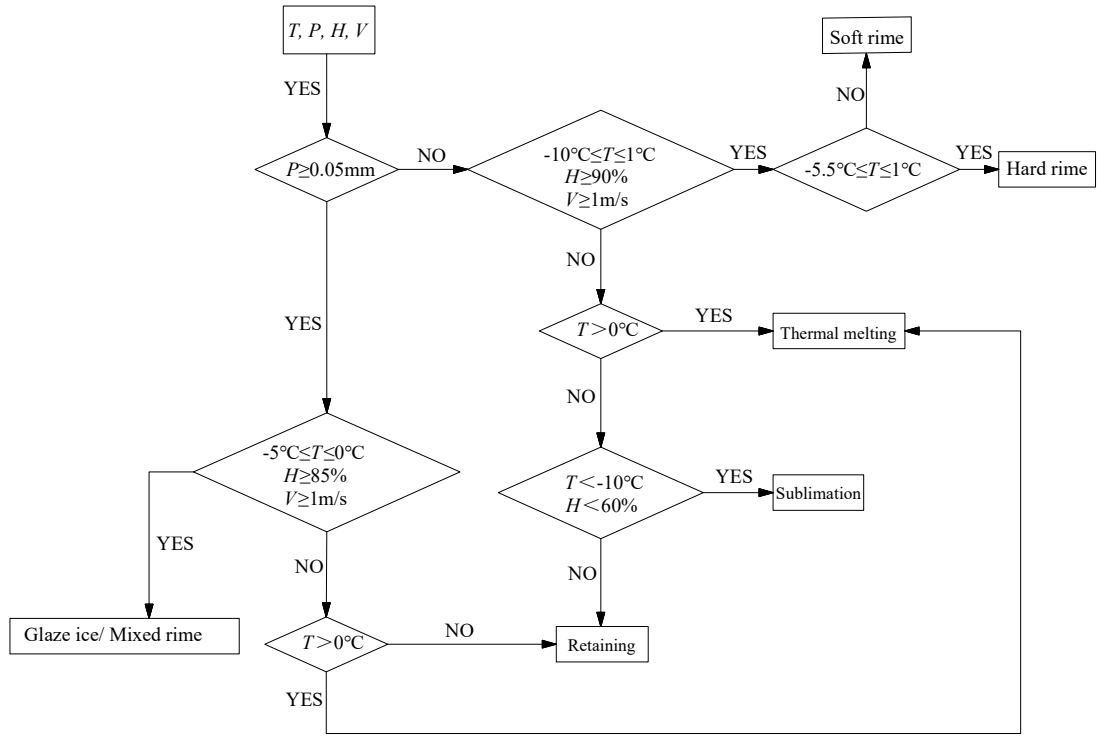 T, P, H, V
Soft rime
YES
NO
P≥0.05mm
NO
-10℃≤T≤1℃
H≥90%
V≥1m/s
YES
-5.5℃≤T≤1℃
YES
Hard rime
NO
YES
T＞0℃
YES
Thermal melting
NO
-5℃≤T≤0℃
H≥85%
V≥1m/s
T＜-10℃
H＜60%
YES
Sublimation
YES
NO
NO
Glaze ice/ Mixed rime
T＞0℃
NO
Retaining
YES